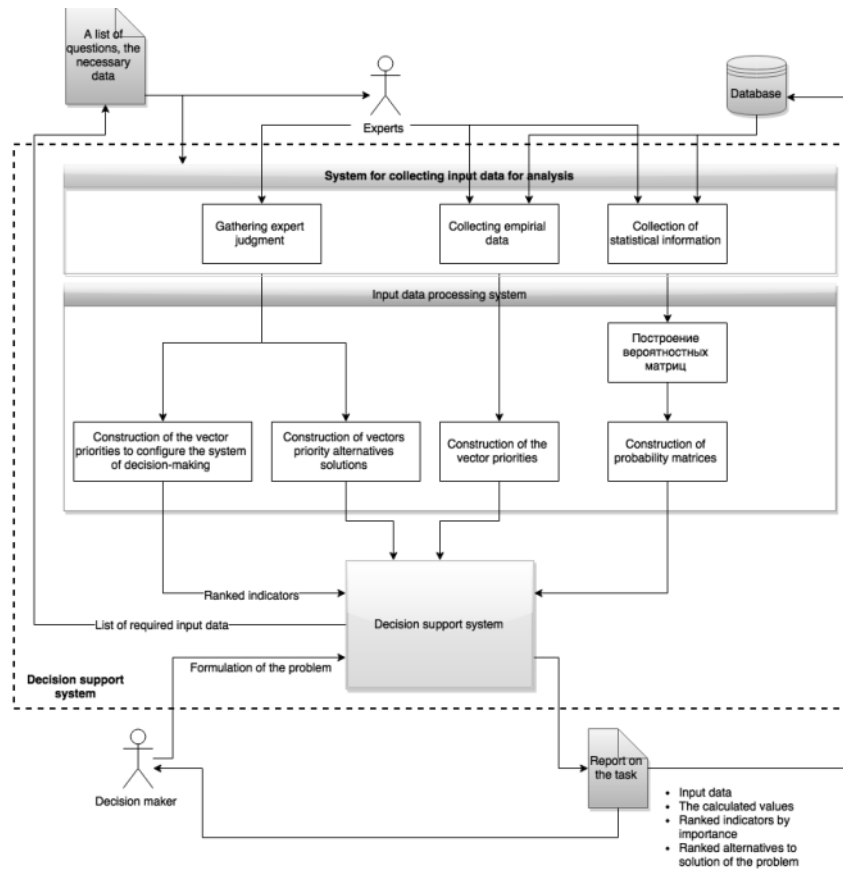 A list of
questions, the
necessary
data
Experts
Database
System for collecting input data for analysis
Gathering expert
judgment
Collecting empirial
data
Collection of
statistical information
Input data processing system
Построение
вероятностных
матриц
Construction of the vector
priorities to configure the system
of decision-making
Construction of vectors
priority alternatives
solutions
Construction of the
vector priorities
Construction of
probability matrices
Ranked indicators
List of required input data
Decision support system
Formulation of the problem
Decision support
system
Decision maker
Report on
the task
• Input data
• The calculated values
• Ranked indicators by
importance
• Ranked alternatives to
solution of the problem